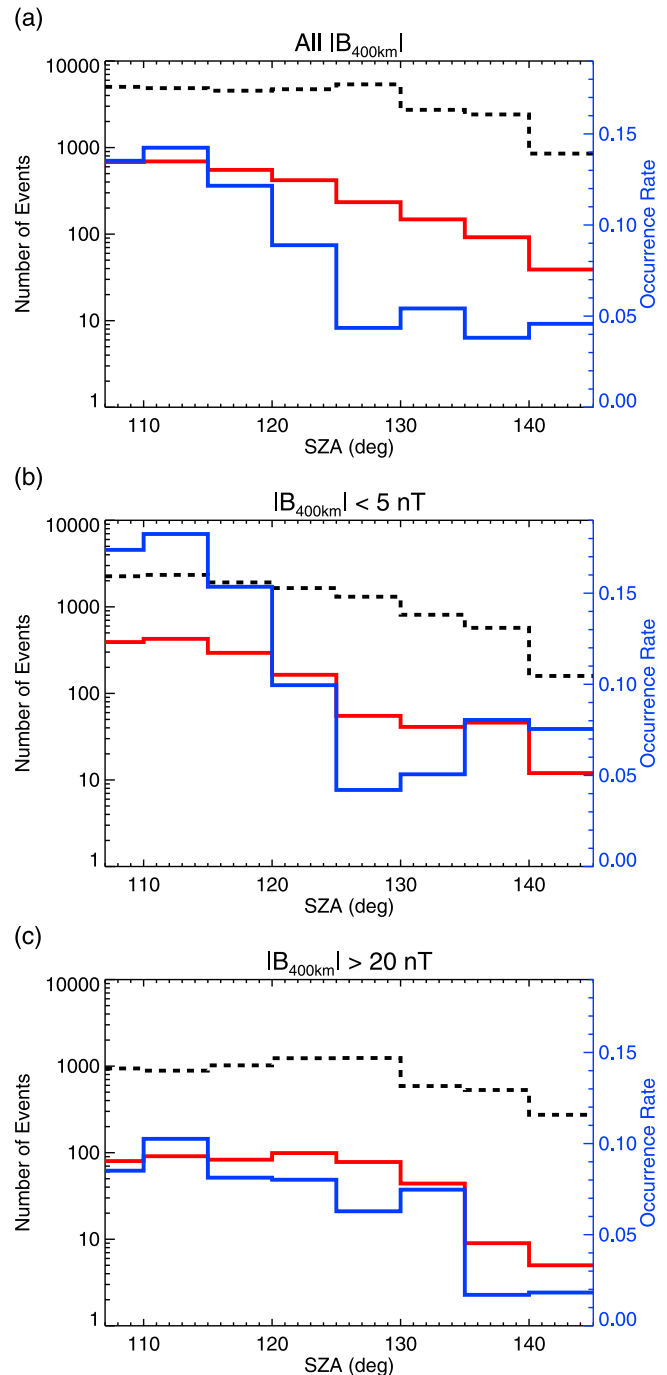 (a)
All |B400km|
10000
1000
100
10
1
Number of Events
0.15
0.10
0.05
0.00
Occurrence Rate
110 120 130 140
SZA (deg)
(b)
|B400km| < 5 nT
10000
1000
100
10
1
Number of Events
0.15
0.10
0.05
0.00
Occurrence Rate
110 120 130 140
SZA (deg)
(c)
|B400km| > 20 nT
10000
1000
100
10
1
Number of Events
0.15
0.10
0.05
0.00
Occurrence Rate
110 120 130 140
SZA (deg)